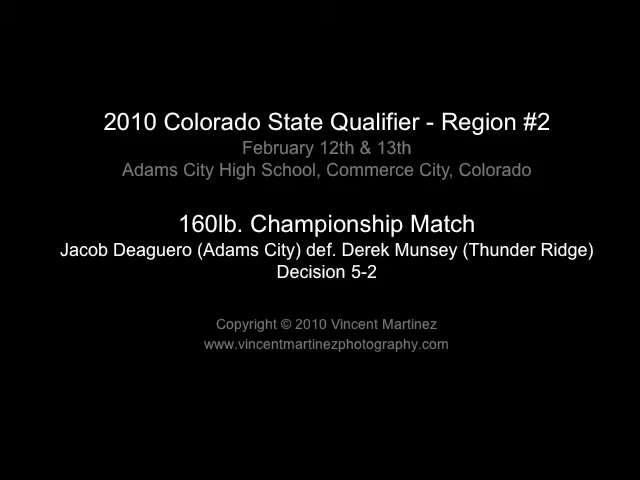 2010 Colorado State Qualifier - Region #2
February 12th & 13th
Adams City High School, Commerce City, Colorado
160lb. Championship Match
Jacob Deaguero (Adams City) def. Derek Munsey (Thunder Ridge)
Decision 5-2
Copyright © 2010 Vincent Martinez
www.vincentmartinezphotography.com